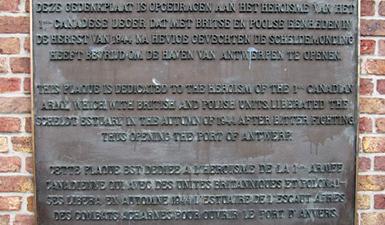 DEZE GEDENKPLAAT IS OPGEDRAGEN AAN HET HEROISME VAN HET
1STE CANADESE LEGER DAT MET BRITSE EN POOLSE EENHEDEN IN
DE HERFST VAN 1944, NA HEVIGE GEVECHTEN DE SCHELDEMONDING
HEEFT BEVRIJD OM DE HAVEN VAN ANTWERPEN TE OPENEN
THIS PLAQUE IS DEDICATED TO THE HEROISM OF THE 1ST CANADIAN
ARMY, WHICH, WITH BRITISH AND POLISH UNITS, LIBERATED THE
SCHELDT ESTUARY IN THE AUTUMN OF 1944 AFTER BITTER FIGHTING
THUS OPENING THE PORT OF ANTWERP.
CETTE PLAQUE EST DEDIEE A L'HEROISME DE LA 1RE ARMEE
CANADIENNE QUI, AVEC DES UNITES BRITANNIQUES ET POLONAI-
SES LIBERA EN AUTOMNE 1944 L'ESTUAIRE DE L'ESCAUT APRES
DES COMBATS ACHARNES POUR OUVRIR LE PORT D'ANVERS